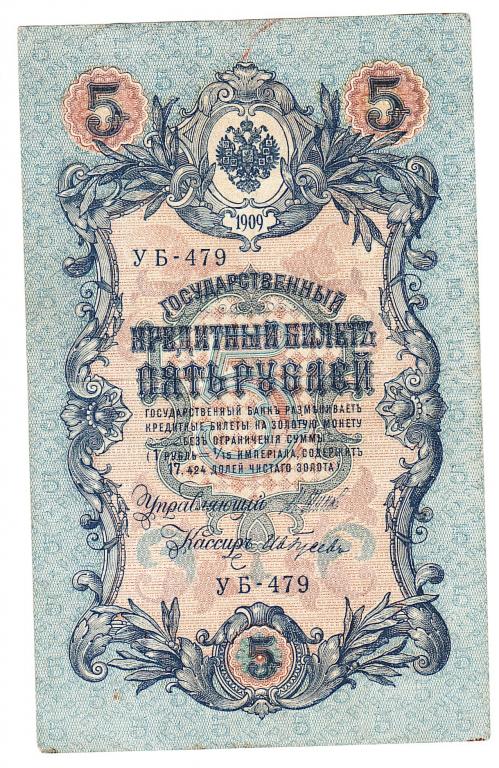 5 5
1909
УБ-479
ГОСУДАРСТВЕННЫЙ
КРЕДИТНЫЙ БИЛЕТЪ
ПЯТЬ РУБЛЕЙ
5
ГОСУДАРСТВЕННЫЙ БАНКЪ РАЗМѢНИВАЕТЪ
КРЕДИТНЫЕ БИЛЕТЫ НА ЗОЛОТУЮ МОНЕТУ
БЕЗЪ ОГРАНИЧЕНІЯ СУММЫ
(1 РУБЛЬ = 1/15 ИМПЕРІАЛА, СОДЕРЖИТЪ
17,424 ДОЛЕЙ ЧИСТАГО ЗОЛОТА)
Управляющій
Кассиръ
УБ-479
5